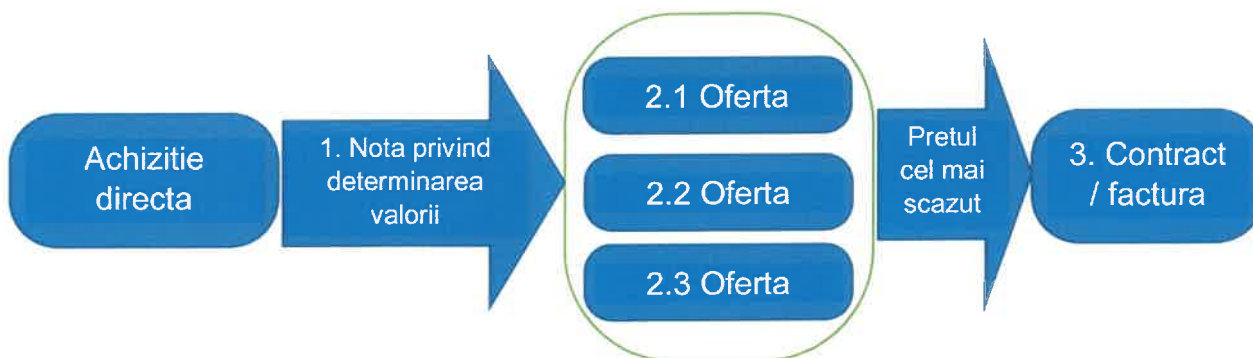 Achizitie
directa
1. Nota privind
determinarea
valorii
2.1 Oferta
2.2 Oferta
2.3 Oferta
Pretul
cel mai
scazut
3. Contract
/ factura